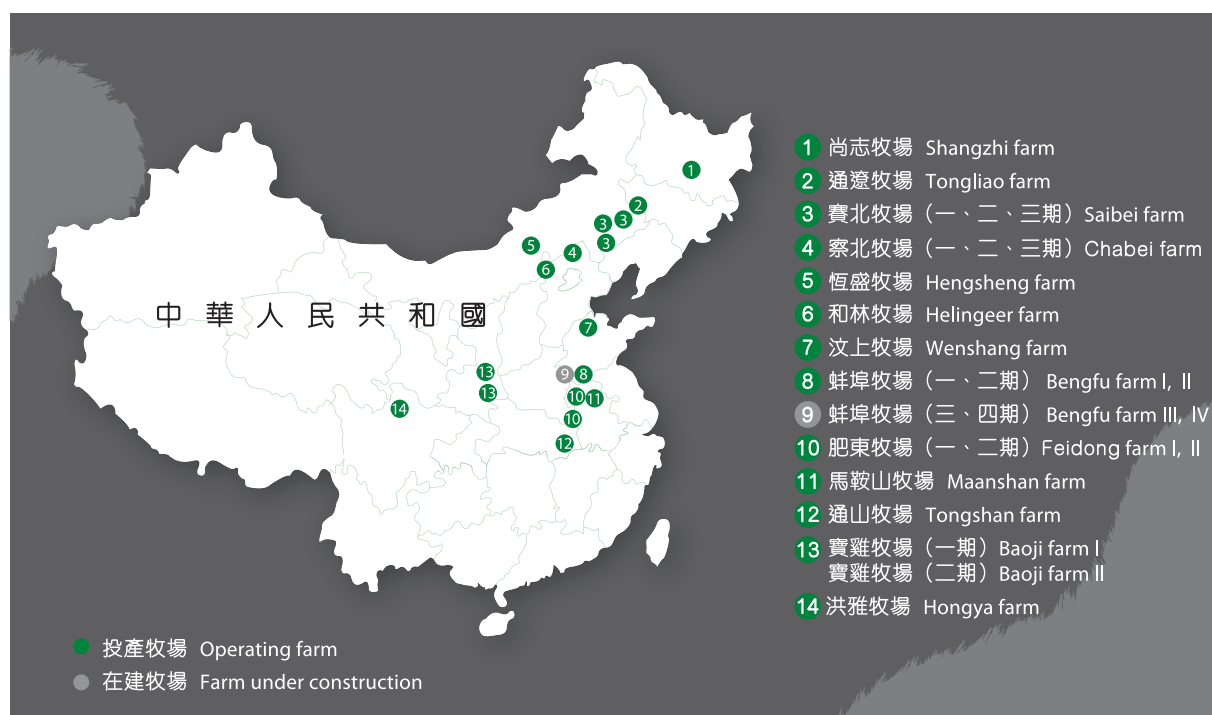 中華人民共和國
1
2
3
3
3
4
5
6
7
9
8
13
13
10
11
10
14
12
1 尚志牧場 Shangzhi farm
2 通遼牧場 Tongliao farm
3 賽北牧場（一、二、三期）Saibei farm
4 察北牧場（一、二、三期）Chabei farm
5 恆盛牧場 Hengsheng farm
6 和林牧場 Helingeer farm
7 汶上牧場 Wenshang farm
8 蚌埠牧場（一、二期）Bengfu farm I, II
9 蚌埠牧場（三、四期）Bengfu farm III, IV
10 肥東牧場（一、二期）Feidong farm I, II
11 馬鞍山牧場 Maanshan farm
12 通山牧場 Tongshan farm
13 寶雞牧場（一期）Baoji farm I
寶雞牧場（二期）Baoji farm II
14 洪雅牧場 Hongya farm
投產牧場 Operating farm
在建牧場 Farm under construction